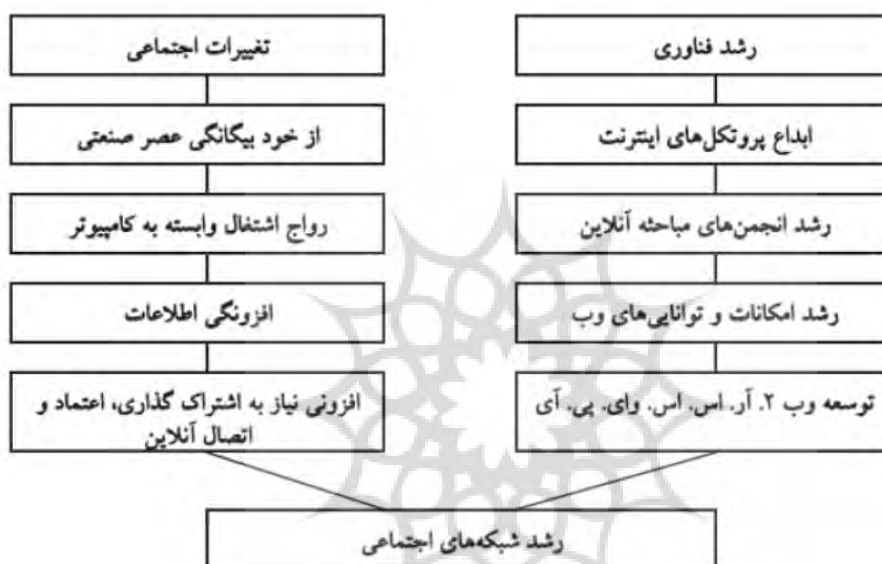 رشد فناوری
ابداع پروتکل‌های اینترنت
رشد انجمن‌های مباحثه آنلاین
رشد امکانات و توانایی‌های وب
توسعه وب ۲. آر. اس. اس. وای. پی. آی
تغییرات اجتماعی
از خود بیگانگی عصر صنعتی
رواج اشتغال وابسته به کامپیوتر
افزونگی اطلاعات
افزونی نیاز به اشتراک گذاری، اعتماد و
اتصال آنلاین
رشد شبکه‌های اجتماعی